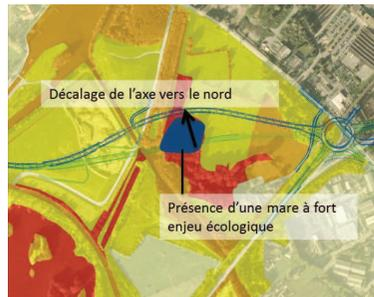 Décalage de l'axe vers le nord
Présence d'une mare à fort
enjeu écologique